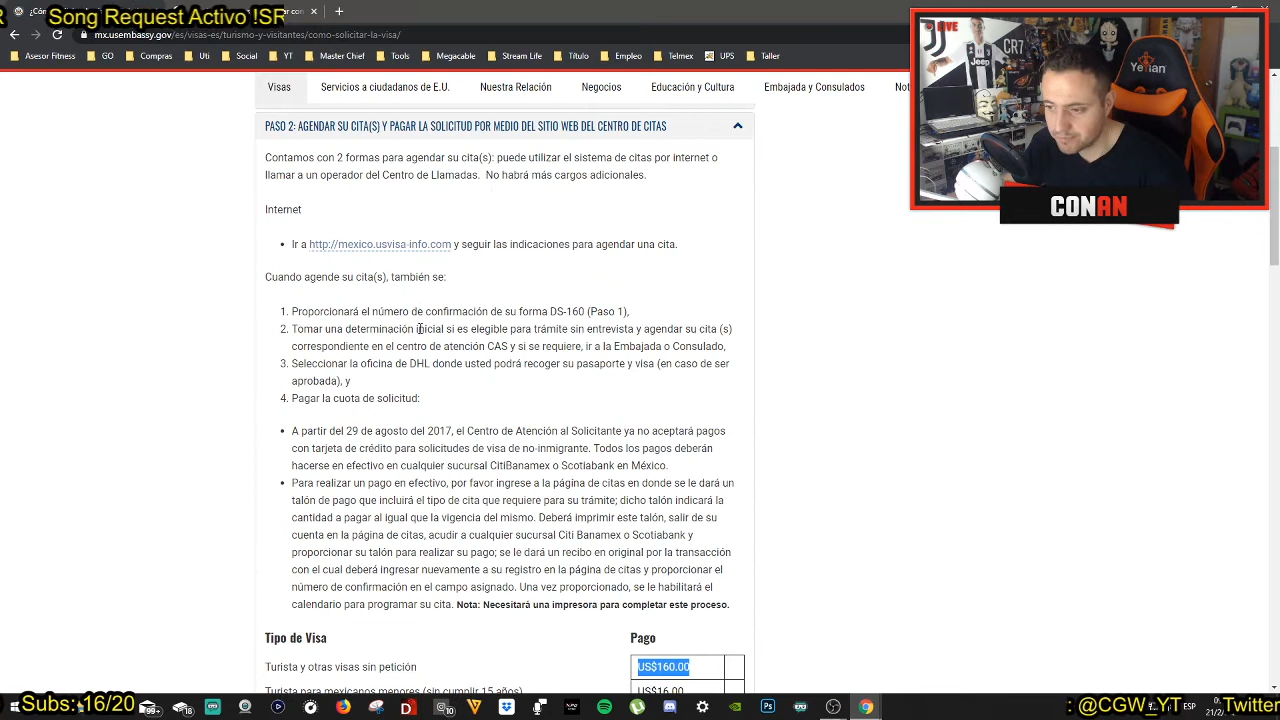 Song Request Activo !SR
mx.usembassy.gov/es/visas-es/turismo-y-visitantes/como-solicitar-la-visa/
Asesor Fitness GO Compras Uti Social YT Master Chief Tools Megacable Stream Life Titulo Empleo Telmex UPS Taller
LIVE
CR7
Jeep
Yeyian
CONAN
Visas Servicios a ciudadanos de E.U. Nuestra Relación Negocios Educación y Cultura Embajada y Consulados
PASO 2: AGENDAR SU CITA(S) Y PAGAR LA SOLICITUD POR MEDIO DEL SITIO WEB DEL CENTRO DE CITAS
Contamos con 2 formas para agendar su cita(s): puede utilizar el sistema de citas por internet o
llamar a un operador del Centro de Llamadas. No habrá más cargos adicionales.
Internet
• Ir a http://mexico.usvisa-info.com y seguir las indicaciones para agendar una cita.
Cuando agende su cita(s), también se:
1. Proporcionará el número de confirmación de su forma DS-160 (Paso 1),
2. Tomar una determinación inicial si es elegible para trámite sin entrevista y agendar su cita (s)
correspondiente en el centro de atención CAS y si se requiere, ir a la Embajada o Consulado,
3. Seleccionar la oficina de DHL donde usted podrá recoger su pasaporte y visa (en caso de ser
aprobada), y
4. Pagar la cuota de solicitud:
• A partir del 29 de agosto del 2017, el Centro de Atención al Solicitante ya no aceptará pagos
con tarjeta de crédito para solicitudes de visa de no-inmigrante. Todos los pagos deberán
hacerse en efectivo en cualquier sucursal CitiBanamex o Scotiabank en México.
• Para realizar un pago en efectivo, por favor ingrese a la página de citas en donde se le dará un
talón de pago que incluirá el tipo de cita que requiere para su trámite; dicho talón indicará la
cantidad a pagar al igual que la vigencia del mismo. Deberá imprimir este talón, salir de su
cuenta en la página de citas, acudir a cualquier sucursal Citi Banamex o Scotiabank y
proporcionar su talón para realizar su pago; se le dará un recibo en original por la transacción
con el cual deberá ingresar nuevamente a su registro en la página de citas y proporcionar el
número de confirmación en el campo asignado. Una vez proporcionado, se le habilitará el
calendario para programar su cita. Nota: Necesitará una impresora para completar este proceso.
Tipo de Visa Pago
Turista y otras visas sin petición US$160.00
Turista para mexicanos menores (sin cumplir 15 años) US$16.00
Subs: 16/20
ESP
: @CGW_YT Twitter